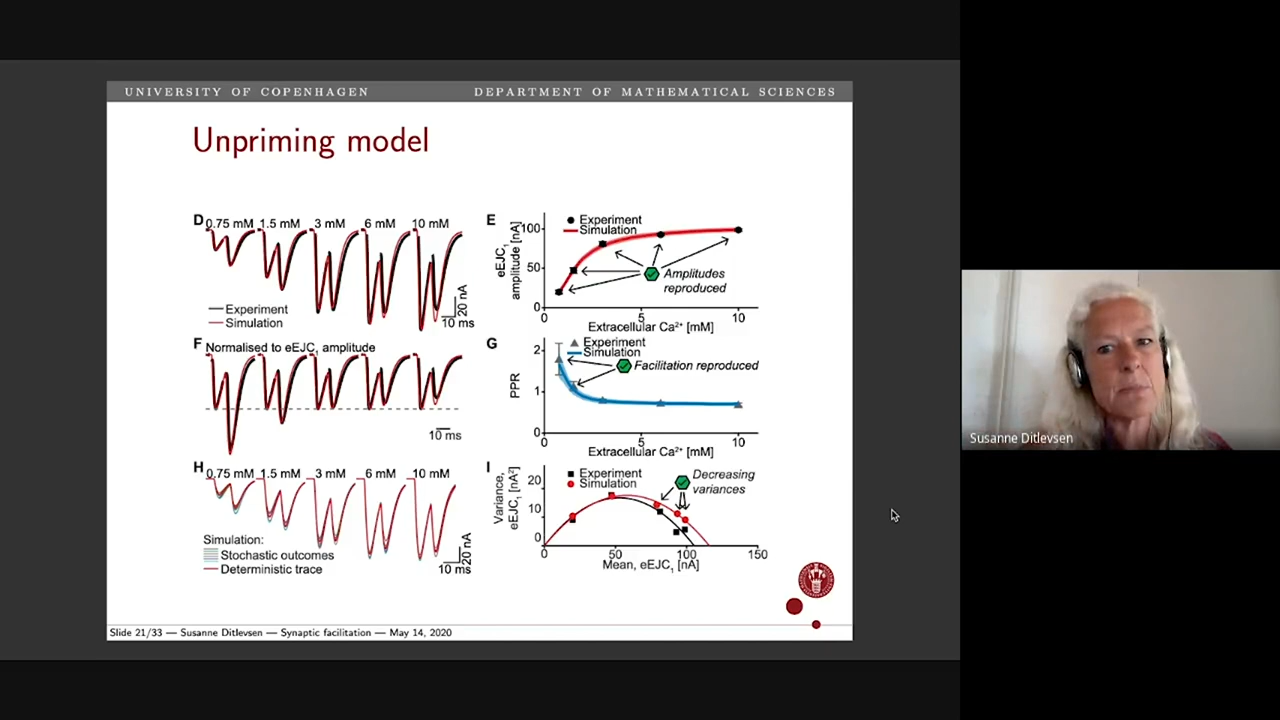 UNIVERSITY OF COPENHAGEN DEPARTMENT OF MATHEMATICAL SCIENCES
Unpriming model
D 0.75 mM 1.5 mM 3 mM 6 mM 10 mM
Experiment
Simulation
20 nA
10 ms
E
Experiment
Simulation
eEJC1 amplitude [nA]
100
50
0
Amplitudes
reproduced
0 5 10
Extracellular Ca²⁺ [mM]
F Normalised to eEJC1 amplitude
10 ms
G
Experiment
Simulation
Facilitation reproduced
PPR
2
1
0
0 5 10
Extracellular Ca²⁺ [mM]
H 0.75 mM 1.5 mM 3 mM 6 mM 10 mM
Simulation:
Stochastic outcomes
Deterministic trace
20 nA
10 ms
I
Experiment
Simulation
Decreasing
variances
Variance,
eEJC1 [nA²]
20
10
0
0 50 100 150
Mean, eEJC1 [nA]
Slide 21/33 — Susanne Ditlevsen — Synaptic facilitation — May 14, 2020
Susanne Ditlevsen